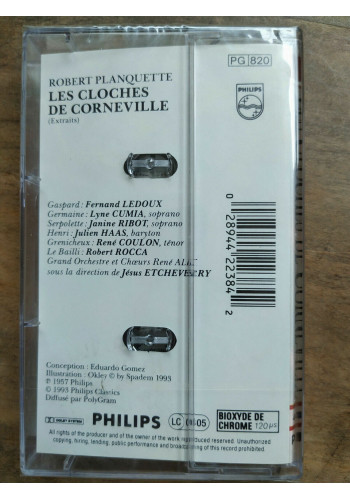 PG 820
ROBERT PLANQUETTE
LES CLOCHES
DE CORNEVILLE
(Extraits)
PHILIPS
Gaspard : Fernand LEDOUX
Germaine : Lyne CUMIA, soprano
Serpolette : Janine RIBOT, soprano
Henri : Julien HAAS, baryton
Grenicheux : René COULON, ténor
Le Bailli : Robert ROCCA
Grand Orchestre et Chœurs René
sous la direction de Jésus ETCHEVERRY
0 28944 22384 2
Conception : Eduardo Gomez
Illustration : Okley © by Spadem 1993
℗ 1957 Philips
© 1993 Philips Classics
Diffusé par PolyGram
DOLBY SYSTEM
PHILIPS
LC 0305
BIOXYDE DE
CHROME 120 µs
All rights of the producer and of the owner of the work reproduced reserved. Unauthorized
copying, hiring, lending, public performance and broadcasting of this record prohibited.